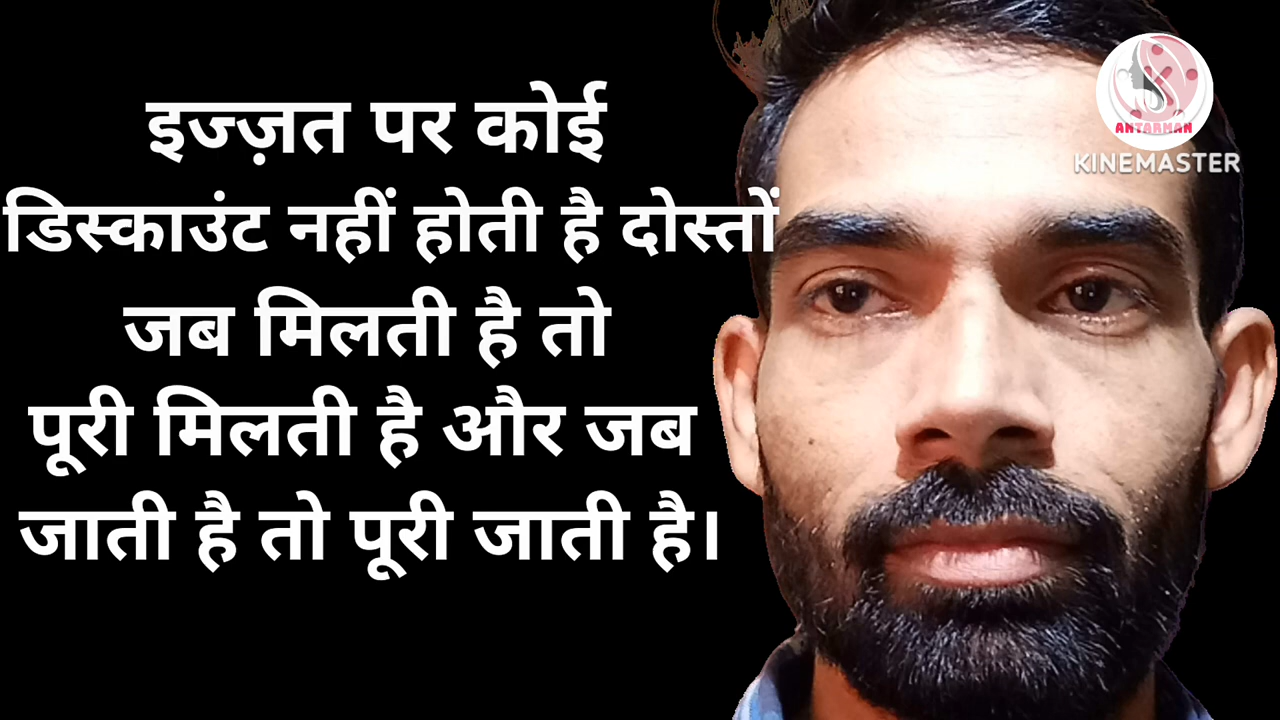 इज्ज़त पर कोई
डिस्काउंट नहीं होती है दोस्तों
जब मिलती है तो
पूरी मिलती है और जब
जाती है तो पूरी जाती है।
ANTARMAN
KINEMASTER